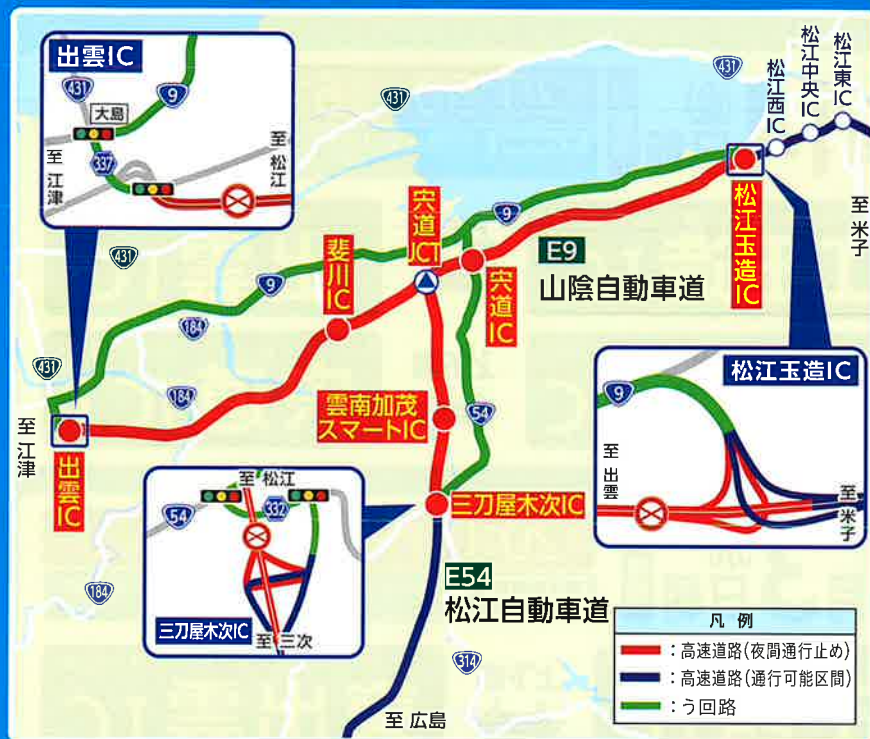 出雲IC
431
9
大島
337
至江津
至松江
431
431
松江西IC
松江中央IC
松江東IC
至米子
松江玉造IC
9
宍道JCT
宍道IC
E9
山陰自動車道
斐川IC
431
9
184
431
184
至江津
出雲IC
雲南加茂
スマートIC
54
三刀屋木次IC
松江玉造IC
9
至出雲
至米子
至松江
54
332
三刀屋木次IC
至三次
184
E54
松江自動車道
314
至広島
凡例
：高速道路(夜間通行止め)
：高速道路(通行可能区間)
：う回路